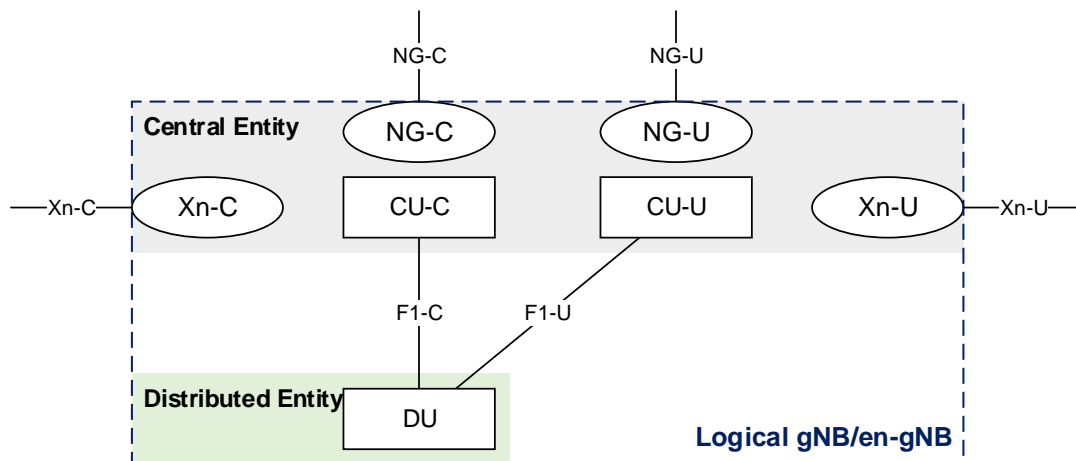 NG-C
NG-U
Central Entity
NG-C
NG-U
Xn-C
Xn-C
CU-C
CU-U
Xn-U
Xn-U
F1-C
F1-U
Distributed Entity
DU
Logical gNB/en-gNB